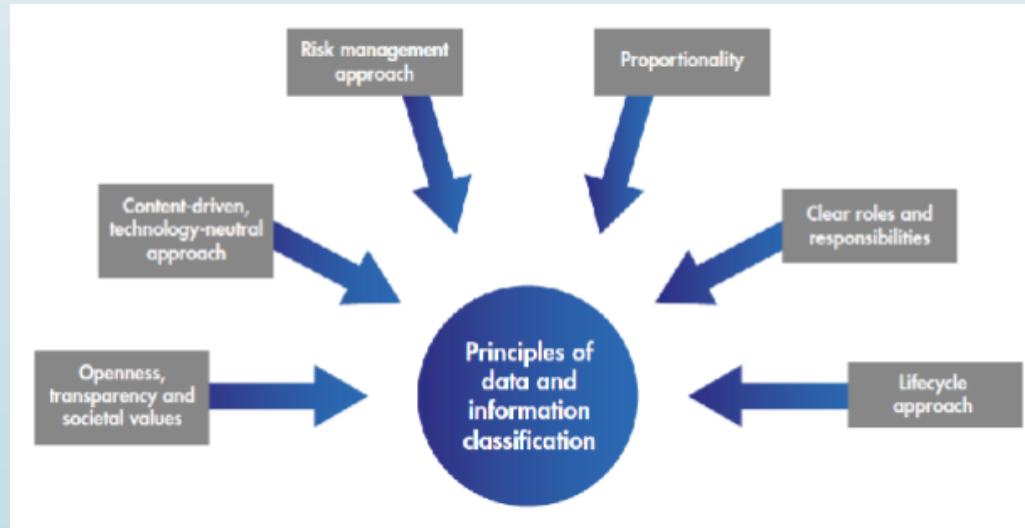 Risk management
approach
Proportionality
Content-driven,
technology-neutral
approach
Clear roles and
responsibilities
Openness,
transparency and
societal values
Principles of
data and
information
classification
Lifecycle
approach